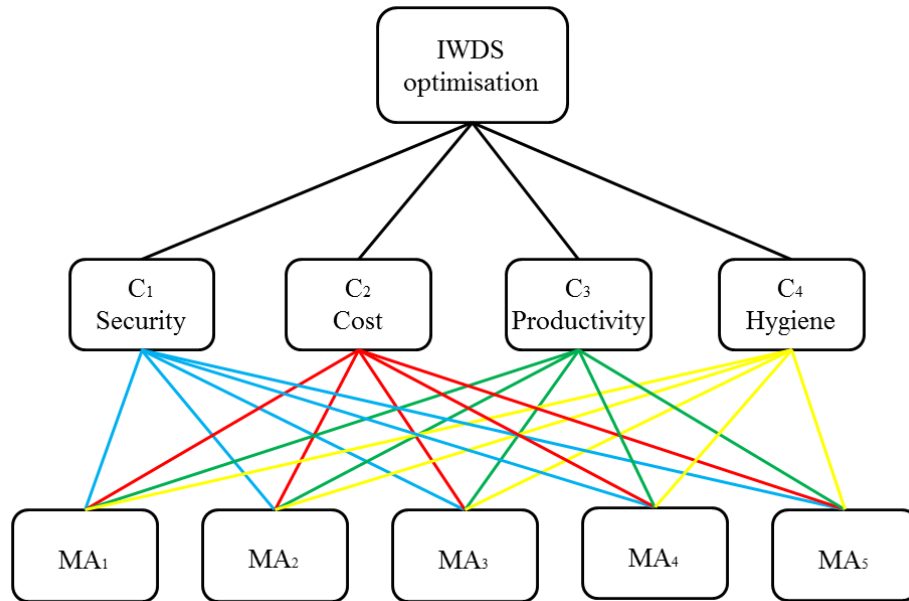 IWDS
optimisation
C₁
Security
C₂
Cost
C₃
Productivity
C₄
Hygiene
MA₁
MA₂
MA₃
MA₄
MA₅